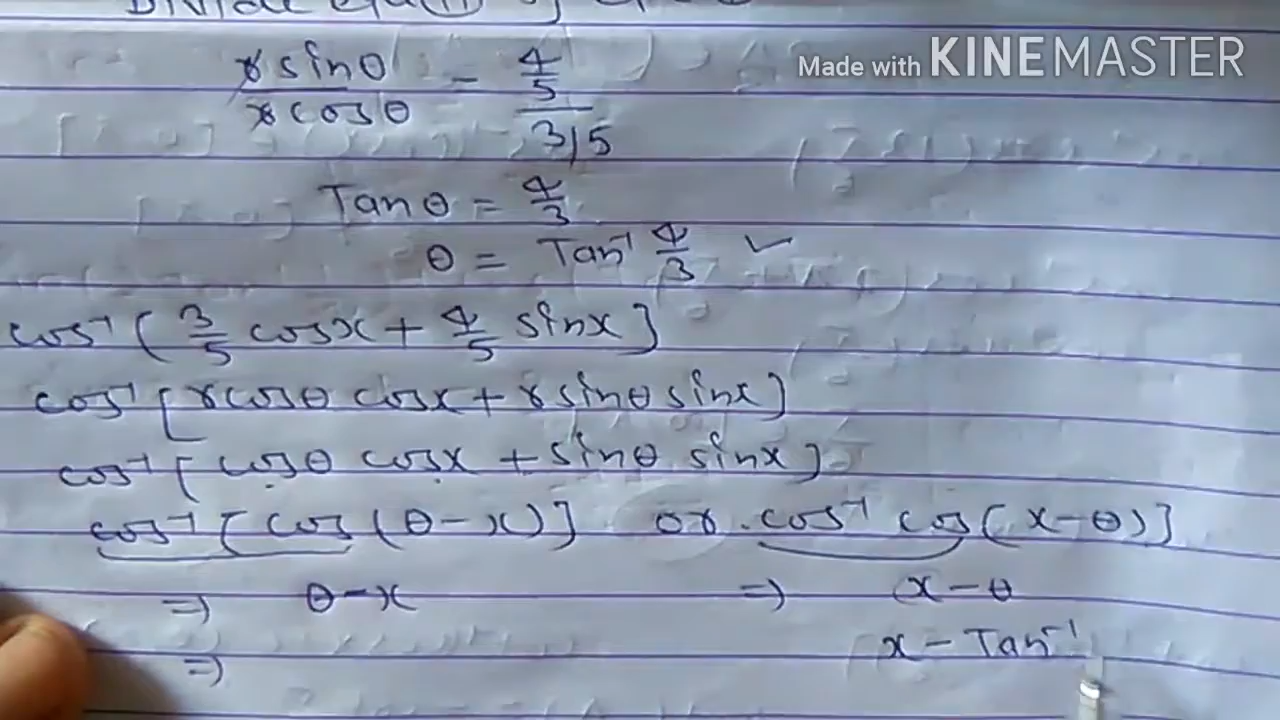 Made with KINEMASTER
r sinθ / r cosθ = 4/5 / 3/5
Tanθ = 4/3
θ = Tan⁻¹ 4/3 ✓
cos⁻¹ [ 3/5 cosx + 4/5 sinx ]
cos⁻¹ [ r cosθ cosx + r sinθ sinx ]
cos⁻¹ [ cosθ cosx + sinθ sinx ]
cos⁻¹ [ cos (θ - x) ] or cos⁻¹ cos ( x - θ) ]
⇒ θ - x ⇒ x - θ
⇒ x - Tan⁻¹